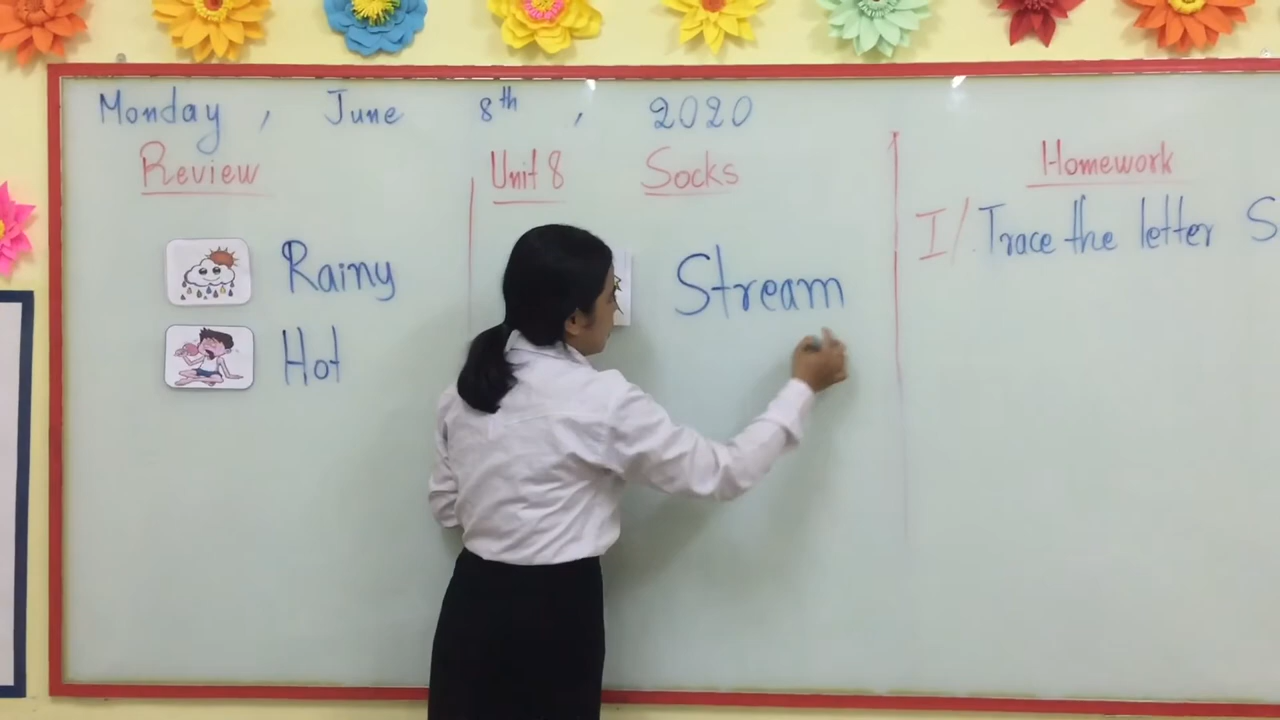 Monday, June 8th, 2020
Review
Rainy
Hot
Unit 8 Socks
Stream
Homework
I/. Trace the letter S